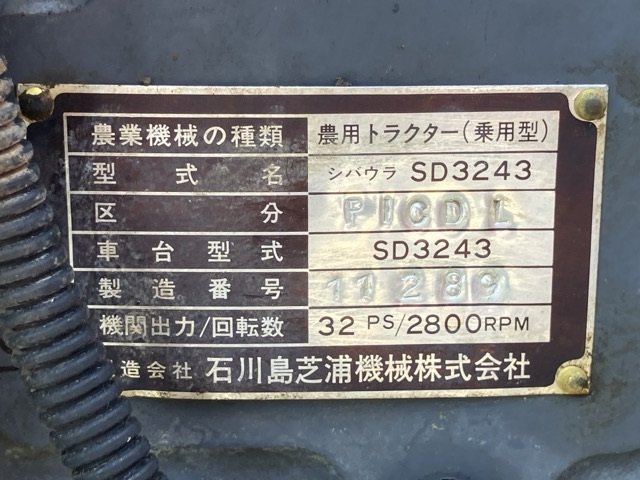 農業機械の種類 農用トラクター(乗用型)
型式名 シバウラ SD3243
区分 PICDL
車台型式 SD3243
製造番号 11289
機関出力/回転数 32 PS/2800RPM
造会社 石川島芝浦機械株式会社